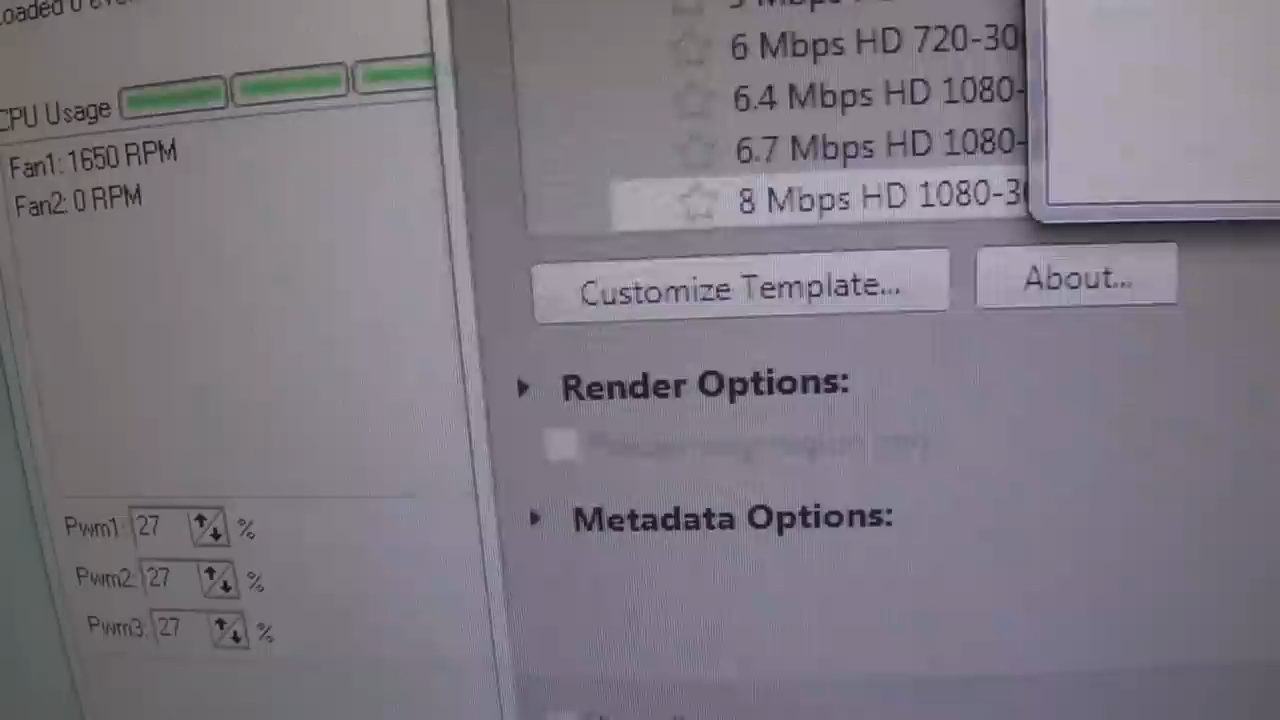 CPU Usage
Fan1: 1650 RPM
Fan2: 0 RPM
Pwm1: 27 %
Pwm2: 27 %
Pwm3: 27 %
6 Mbps HD 720-30
6.4 Mbps HD 1080-
6.7 Mbps HD 1080-
8 Mbps HD 1080-3
Customize Template...
About...
Render Options:
Metadata Options: